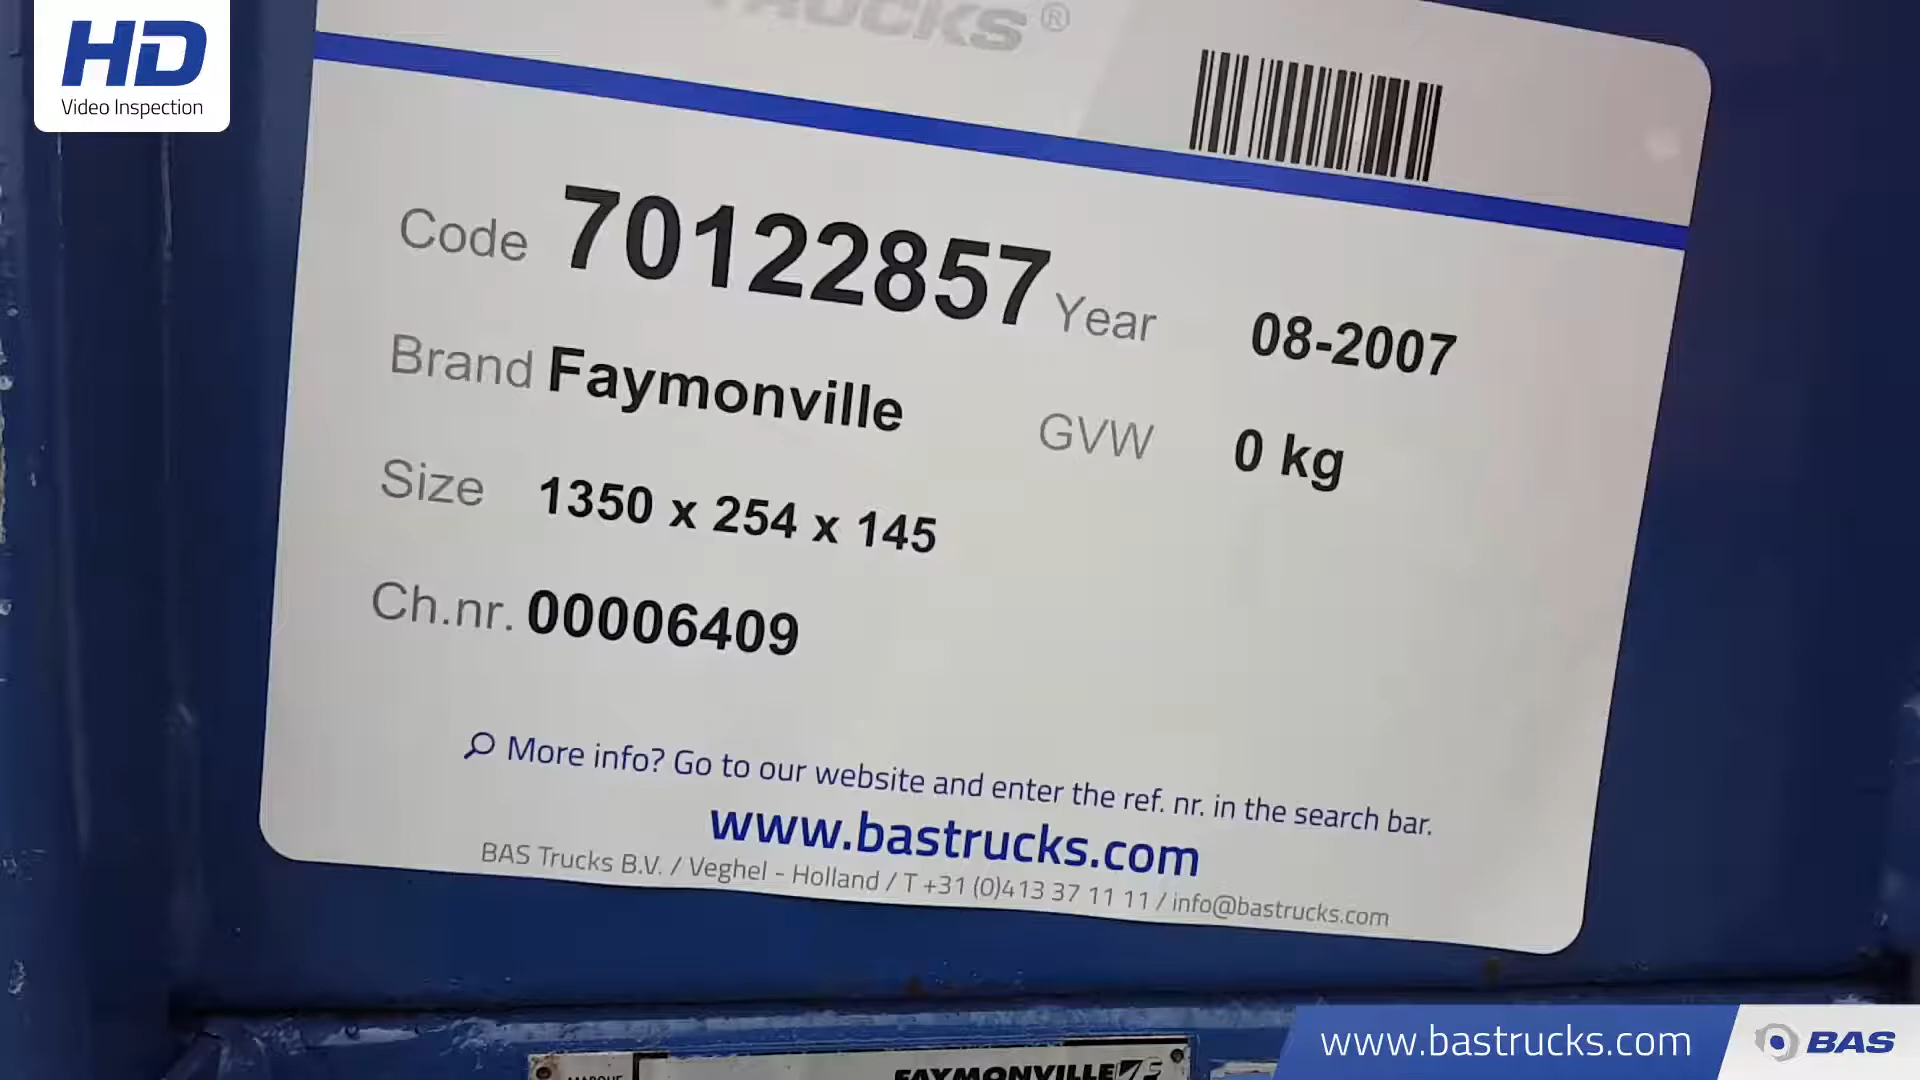 HD
Video Inspection
TRUCKS®
Code 70122857
Year 08-2007
Brand Faymonville
GVW 0 kg
Size 1350 x 254 x 145
Ch.nr. 00006409
More info? Go to our website and enter the ref. nr. in the search bar.
www.bastrucks.com
BAS Trucks B.V. / Veghel - Holland / T +31 (0)413 37 11 11 / info@bastrucks.com
MARQUE FAYMONVILLE
www.bastrucks.com BAS